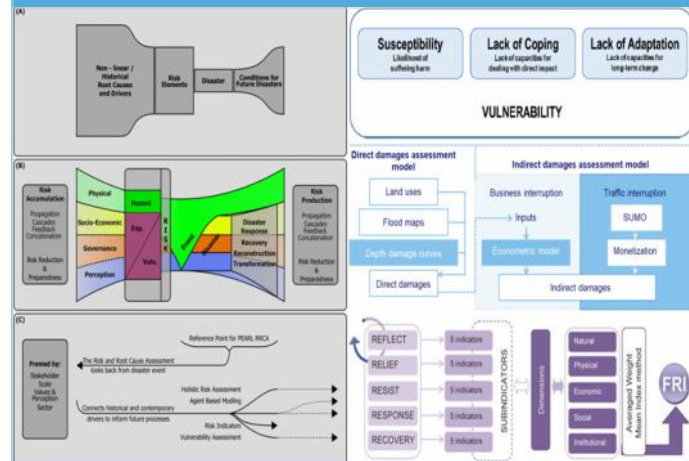 (A)
Non - linear /
Historical
Root Causes
and Drivers
Risk
Elements
Disaster
Conditions for
Future Disasters
Susceptibility
Likelihood of
suffering harm
Lack of Coping
Lack of capacities for
dealing with direct impact
Lack of Adaptation
Lack of capacities for
long-term change
VULNERABILITY
(B)
Risk
Accumulation
Propagation
Cascades
Feedback
Concatenation
Risk Reduction
&
Preparedness
Physical
Socio-Economic
Governance
Perception
Hazard
Exp.
Vuln.
RISK
Event
Disaster
Response
Recovery
Reconstruction
Transformation
Risk
Production
Propagation
Cascades
Feedback
Concatenation
Risk Reduction
&
Preparedness
Direct damages assessment
model
Land uses
Flood maps
Depth damage curves
Direct damages
Indirect damages assessment model
Business interruption
Inputs
Econometric model
Traffic interruption
SUMO
Monetization
Indirect damages
(C)
Framed by:
Stakeholder
Scale
Values &
Perception
Sector
Reference Point for PEARL RRCA
The Risk and Root Cause Assessment
looks back from disaster event
Connects historical and contemporary
drivers to inform future processes
Holistic Risk Assessment
Agent Based Modling
Risk Indicators
Vulnerability Assessment
REFLECT
RELIEF
RESIST
RESPONSE
RECOVERY
5 indicators
5 indicators
5 indicators
5 indicators
5 indicators
SUBINDICATORS
Dimensions
Natural
Physical
Economic
Social
Institutional
Averaged Weight
Mean Index method
FRI